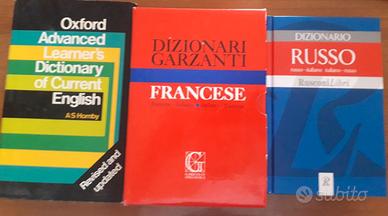 Oxford
Advanced
Learner's
Dictionary
of Current
English
AS Hornby
Revised and
updated
DIZIONARI
GARZANTI
FRANCESE
DIZIONARIO
RUSSO
russo-italiano italiano-russo
Rusconi Libri
subito